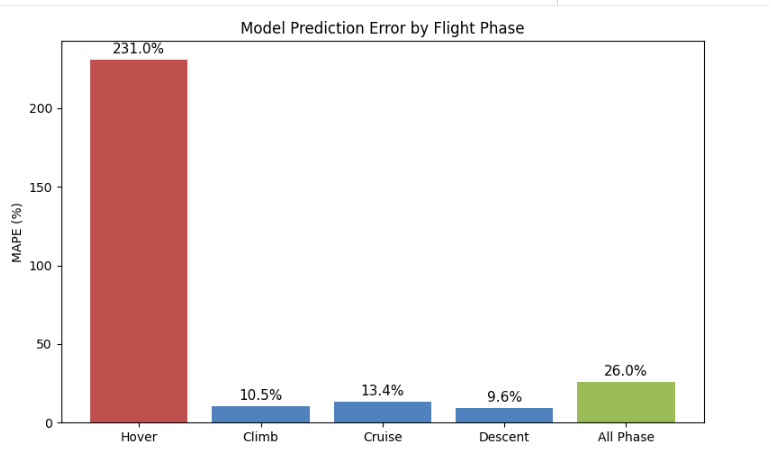 Model Prediction Error by Flight Phase
231.0%
10.5%
13.4%
9.6%
26.0%
MAPE (%)
200
150
100
50
0
Hover
Climb
Cruise
Descent
All Phase